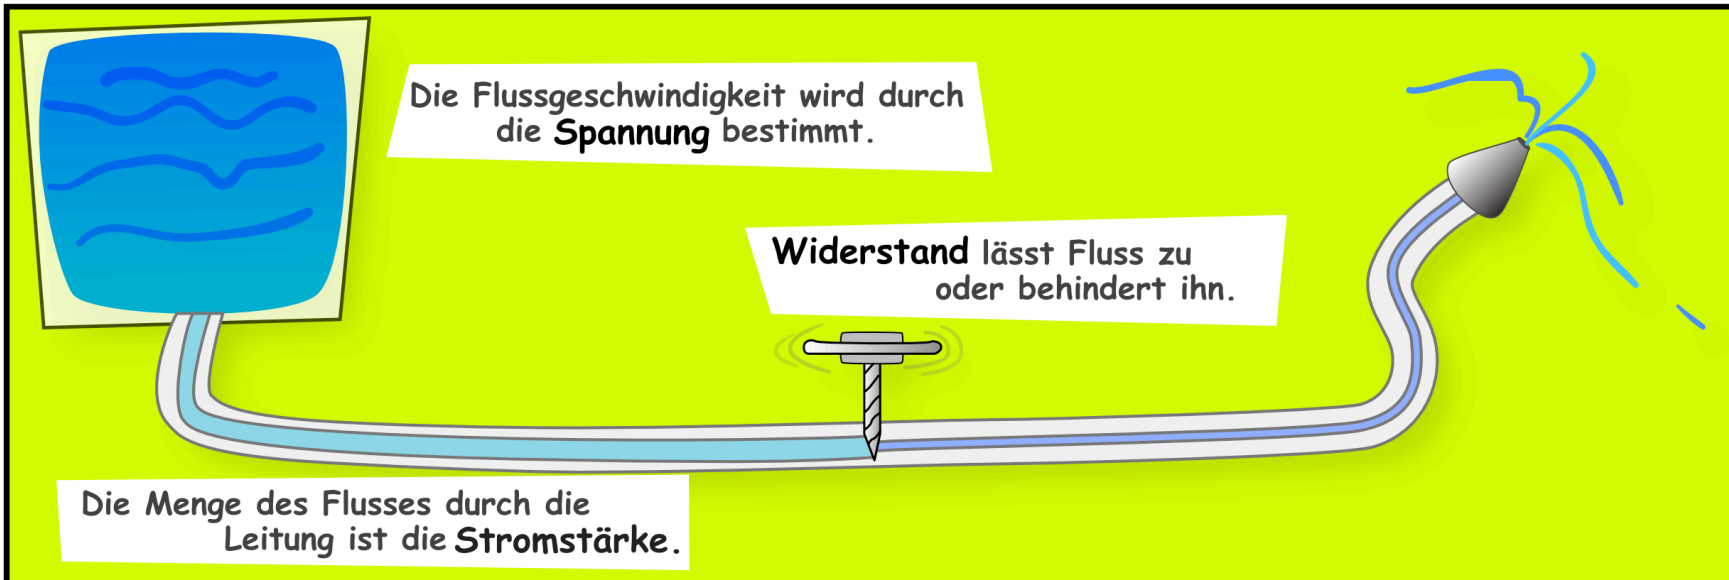 Die Flussgeschwindigkeit wird durch
die Spannung bestimmt.
Widerstand lässt Fluss zu
oder behindert ihn.
Die Menge des Flusses durch die
Leitung ist die Stromstärke.